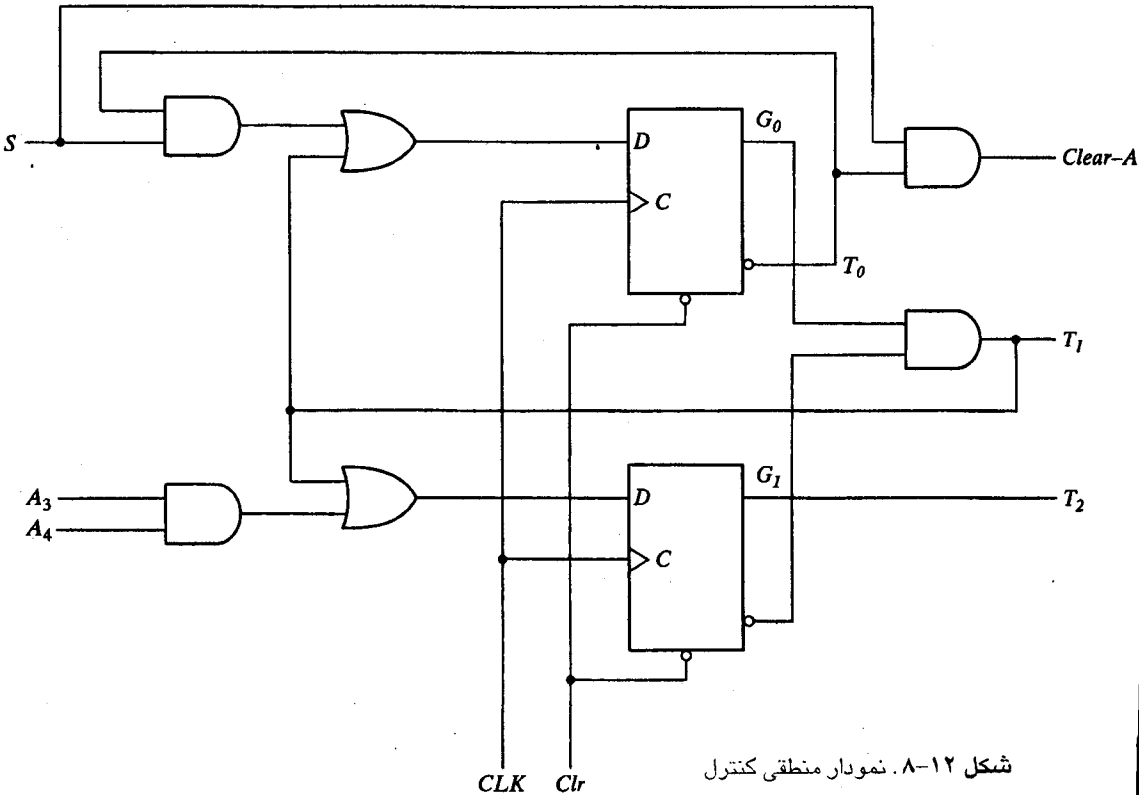 G₀
S
D
Clear–A
C
T₀
T₁
G₁
A₃
D
T₂
A₄
C
CLK
Clr
شکل ۱۲-۸. نمودار منطقی کنترل